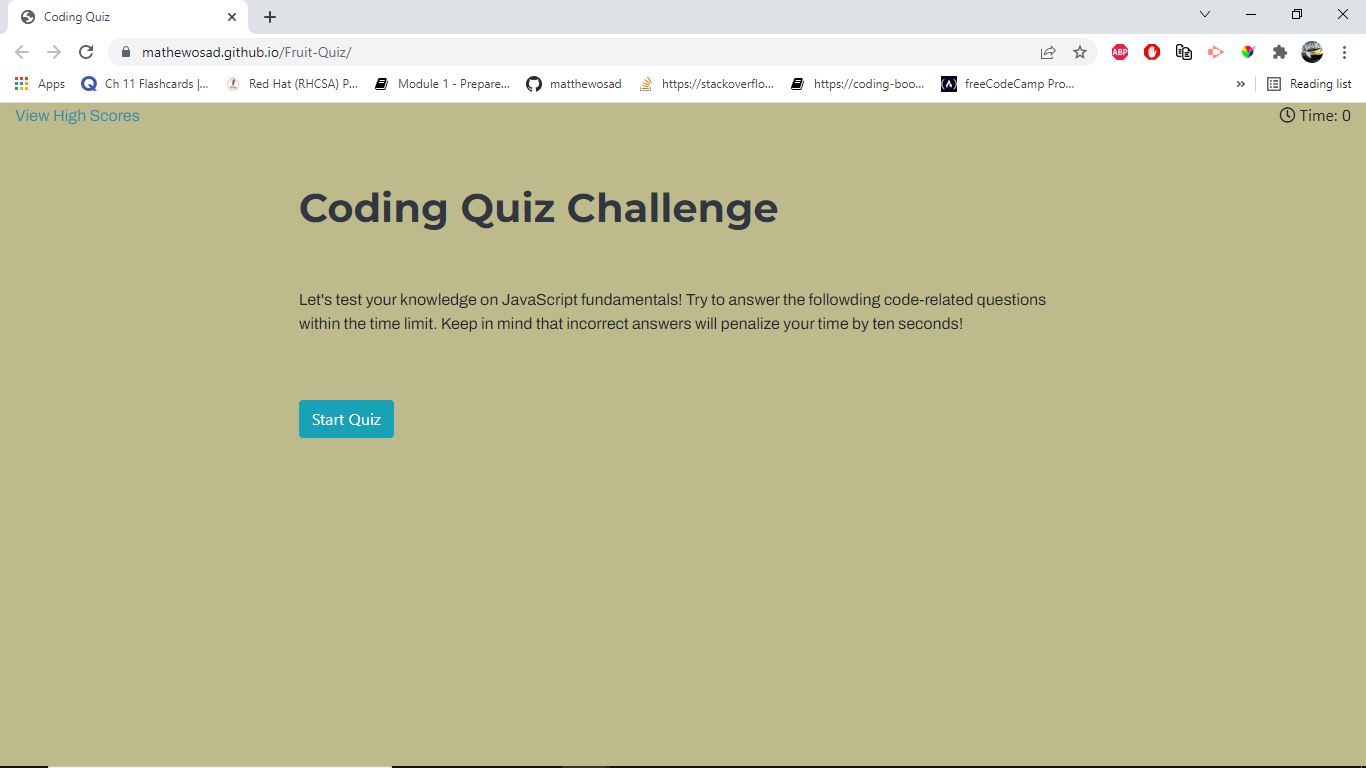 Coding Quiz
mathewosad.github.io/Fruit-Quiz/
ABP
Apps
Ch 11 Flashcards |...
Red Hat (RHCSA) P...
Module 1 - Prepare...
matthewosad
https://stackoverflo...
https://coding-boo...
freeCodeCamp Pro...
»
Reading list
View High Scores
Time: 0
Coding Quiz Challenge
Let's test your knowledge on JavaScript fundamentals! Try to answer the followding code-related questions
within the time limit. Keep in mind that incorrect answers will penalize your time by ten seconds!
Start Quiz